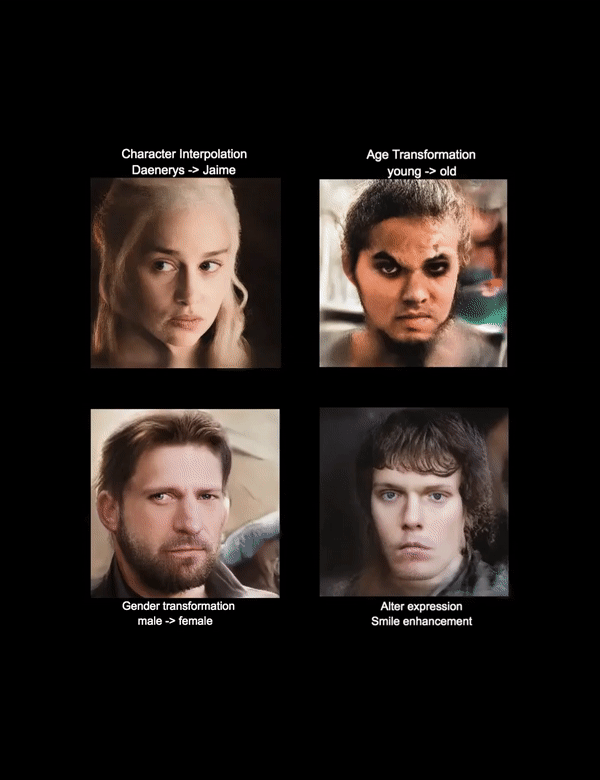 Character Interpolation
Daenerys -> Jaime
Age Transformation
young -> old
Gender transformation
male -> female
Alter expression
Smile enhancement